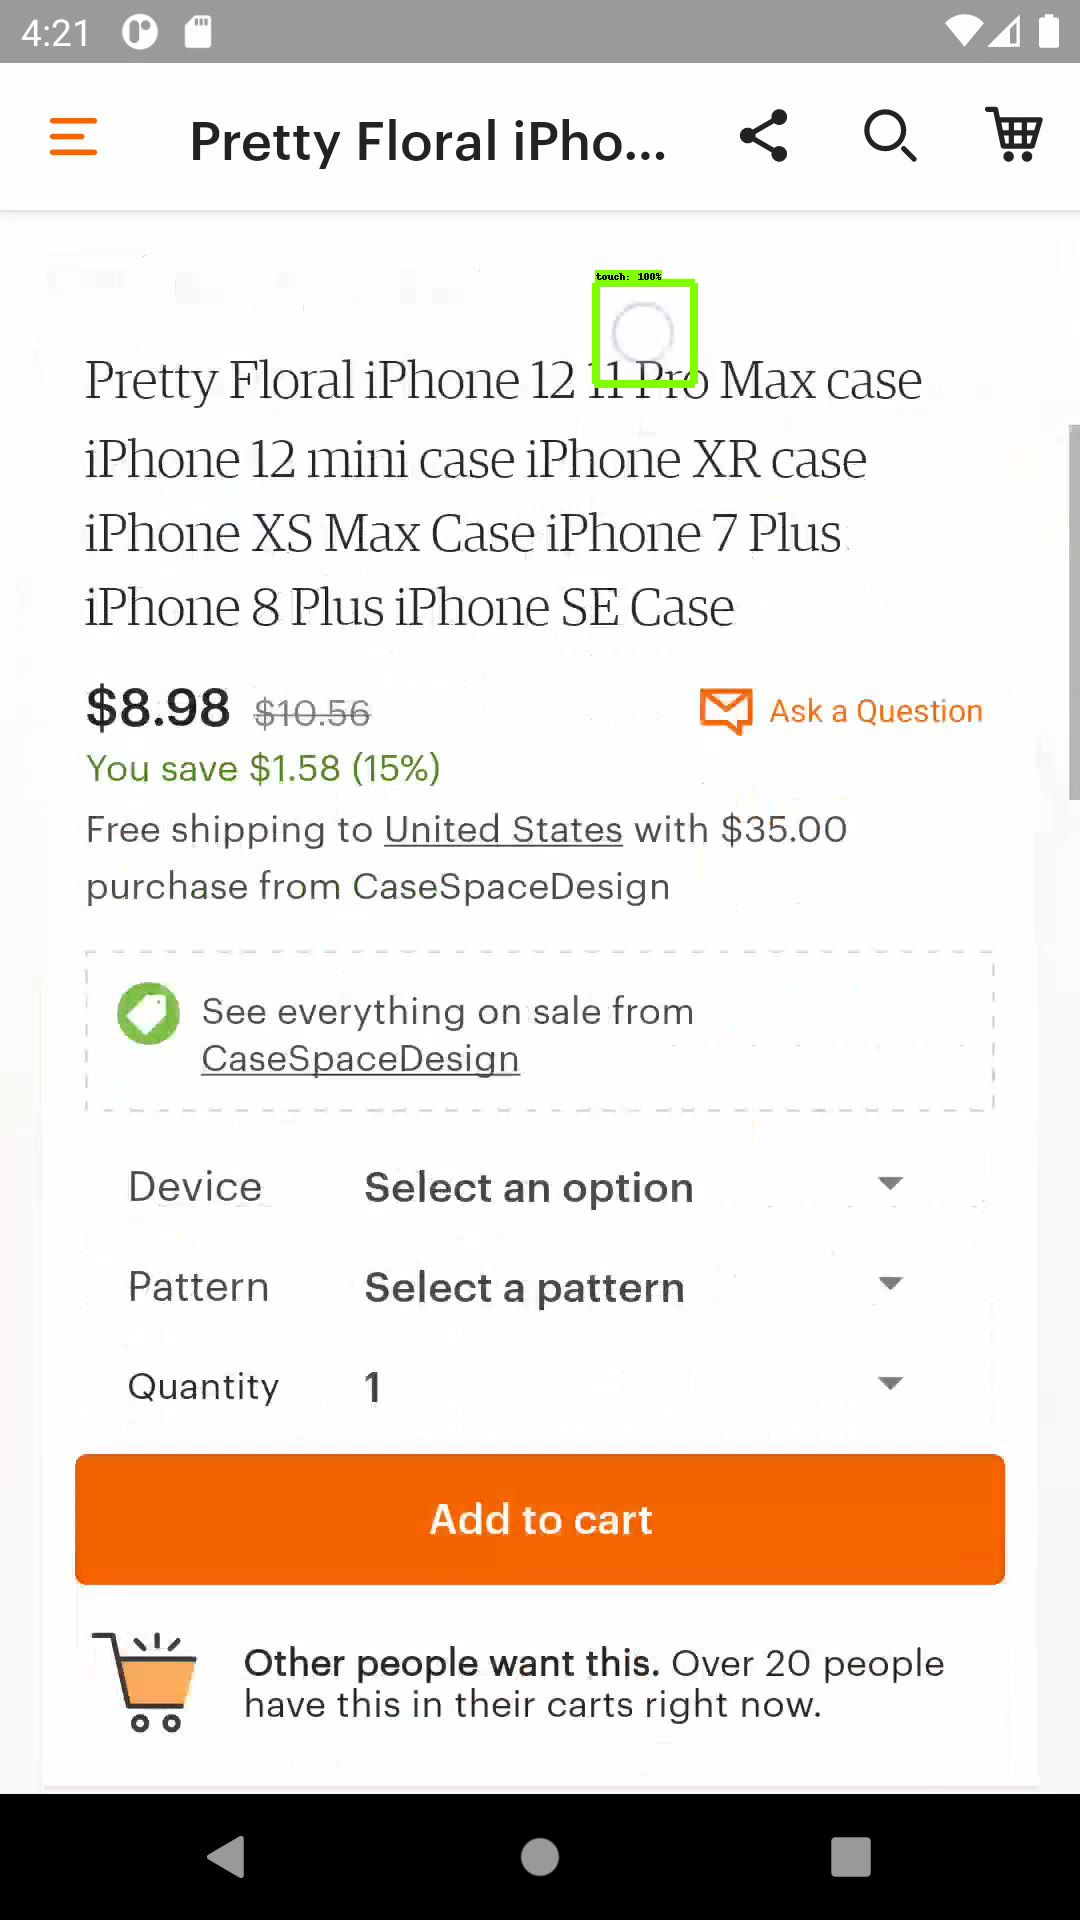 4:21
Pretty Floral iPho...
touch: 100%
Pretty Floral iPhone 12 11 Pro Max case
iPhone 12 mini case iPhone XR case
iPhone XS Max Case iPhone 7 Plus
iPhone 8 Plus iPhone SE Case
$8.98 $10.56 Ask a Question
You save $1.58 (15%)
Free shipping to United States with $35.00
purchase from CaseSpaceDesign
See everything on sale from
CaseSpaceDesign
Device Select an option
Pattern Select a pattern
Quantity 1
Add to cart
Other people want this. Over 20 people
have this in their carts right now.